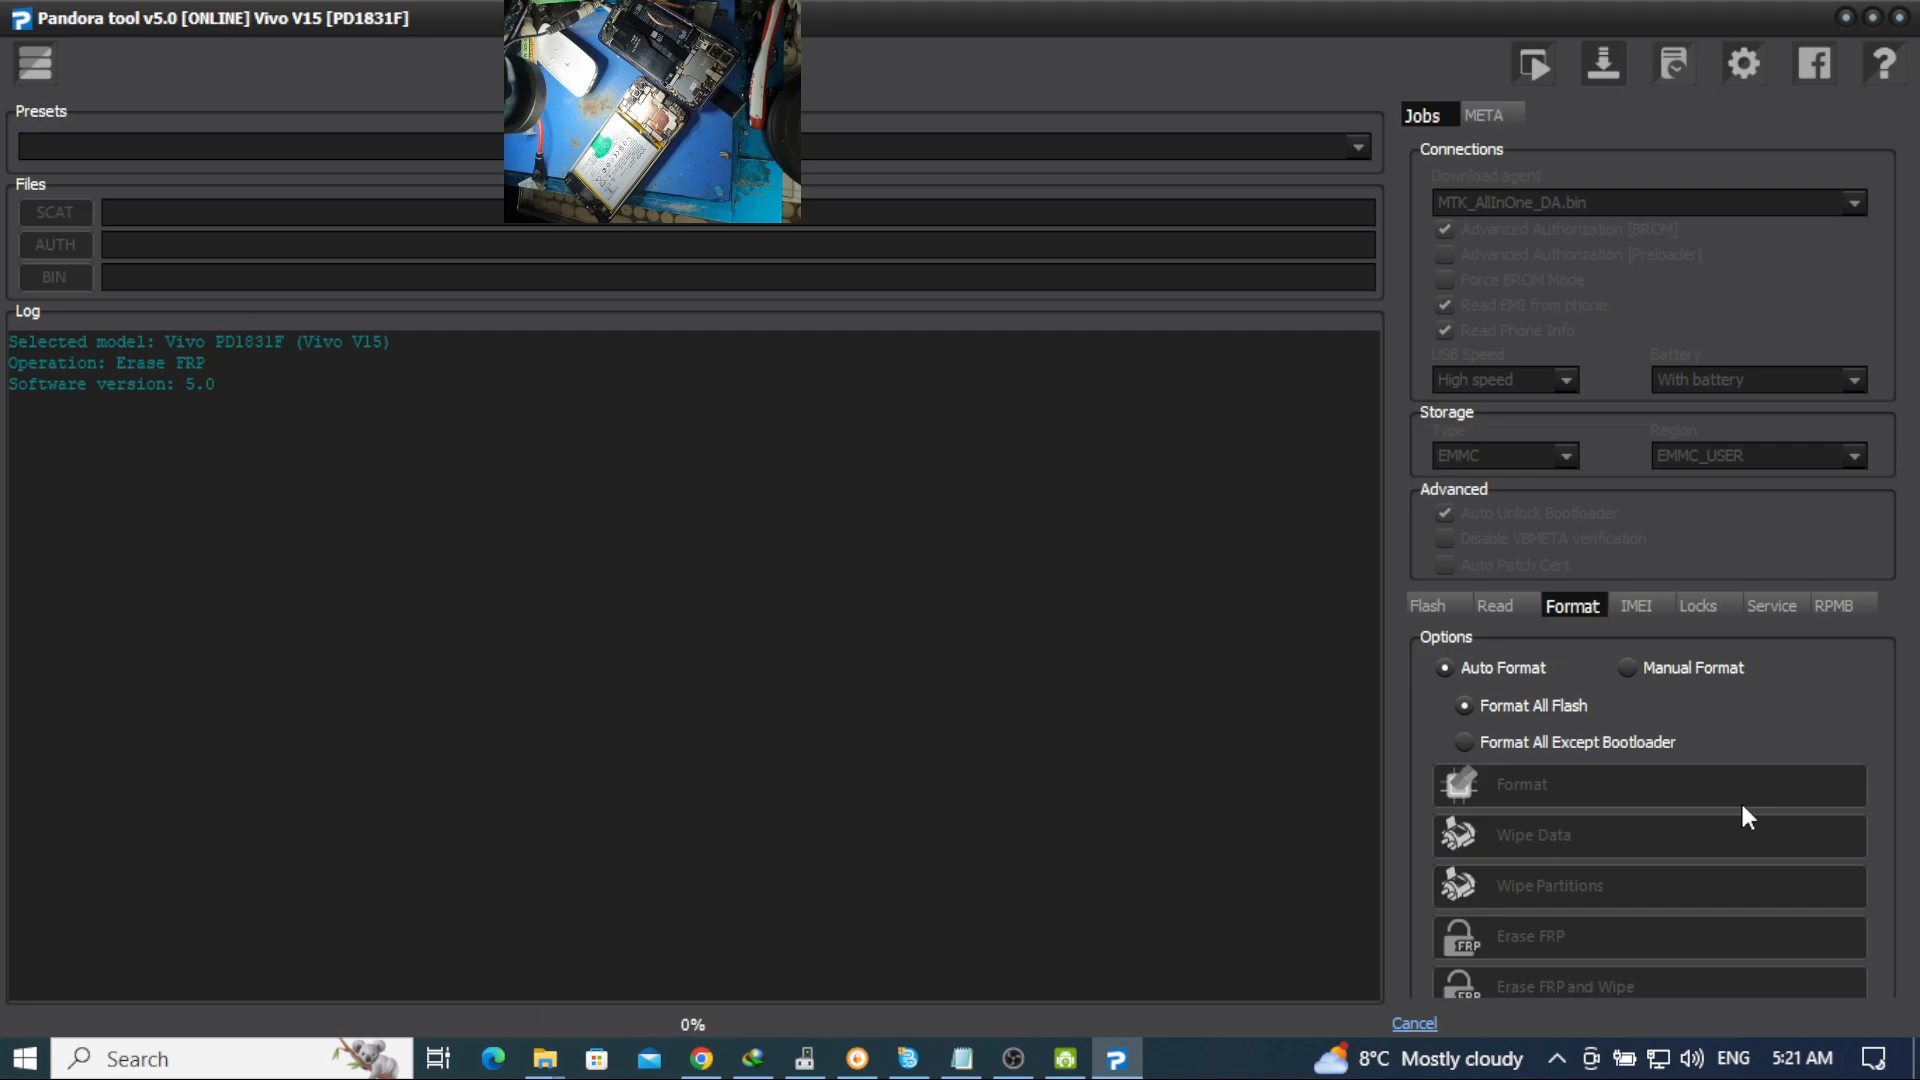 Pandora tool v5.0 [ONLINE] Vivo V15 [PD1831F]
Presets
Files
SCAT
AUTH
BIN
Log
Selected model: Vivo PD1831F (Vivo V15)
Operation: Erase FRP
Software version: 5.0
0%
Cancel
Jobs META
Connections
Download agent
MTK_AllInOne_DA.bin
Advanced Authorization [BROM]
Advanced Authorization [Preloader]
Force BROM Mode
Read EMI from phone
Read Phone Info
USB Speed Battery
High speed With battery
Storage
Type Region
EMMC EMMC_USER
Advanced
Auto Unlock Bootloader
Disable VBMETA verification
Auto Patch Cert
Flash Read Format IMEI Locks Service RPMB
Options
Auto Format Manual Format
Format All Flash
Format All Except Bootloader
Format
Wipe Data
Wipe Partitions
FRP Erase FRP
FRP Erase FRP and Wipe
Search
8°C Mostly cloudy ENG 5:21 AM